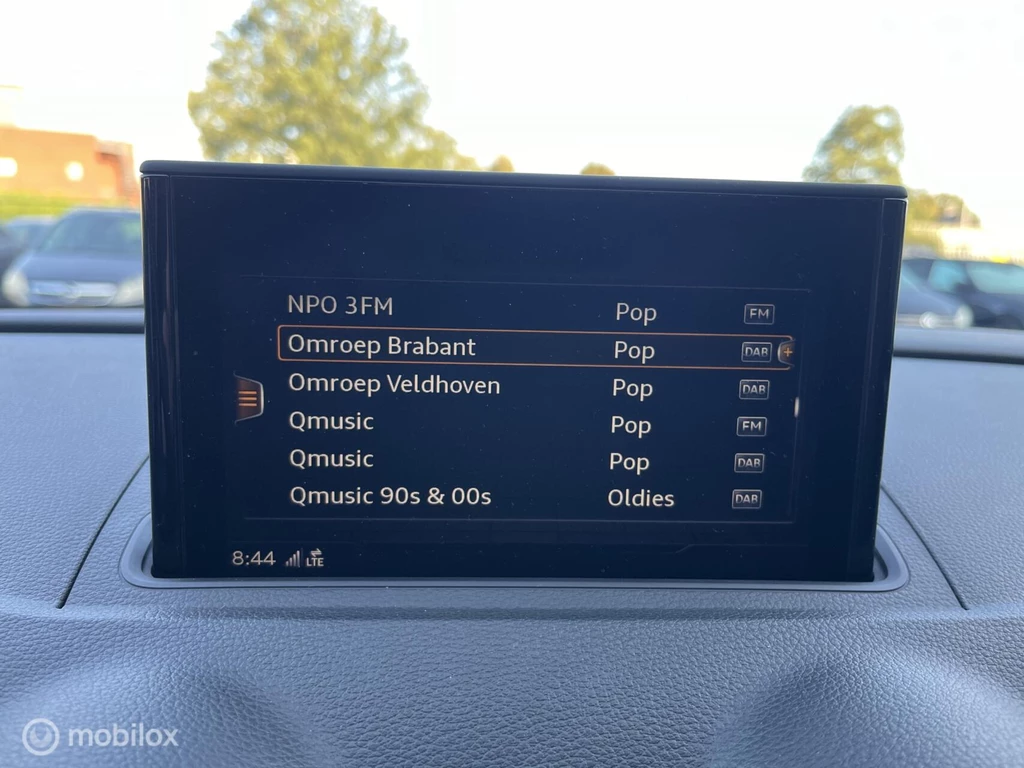 NPO 3FM Pop FM
Omroep Brabant Pop DAB +
Omroep Veldhoven Pop DAB
Qmusic Pop FM
Qmusic Pop DAB
Qmusic 90s & 00s Oldies DAB
8:44 LTE
mobilox